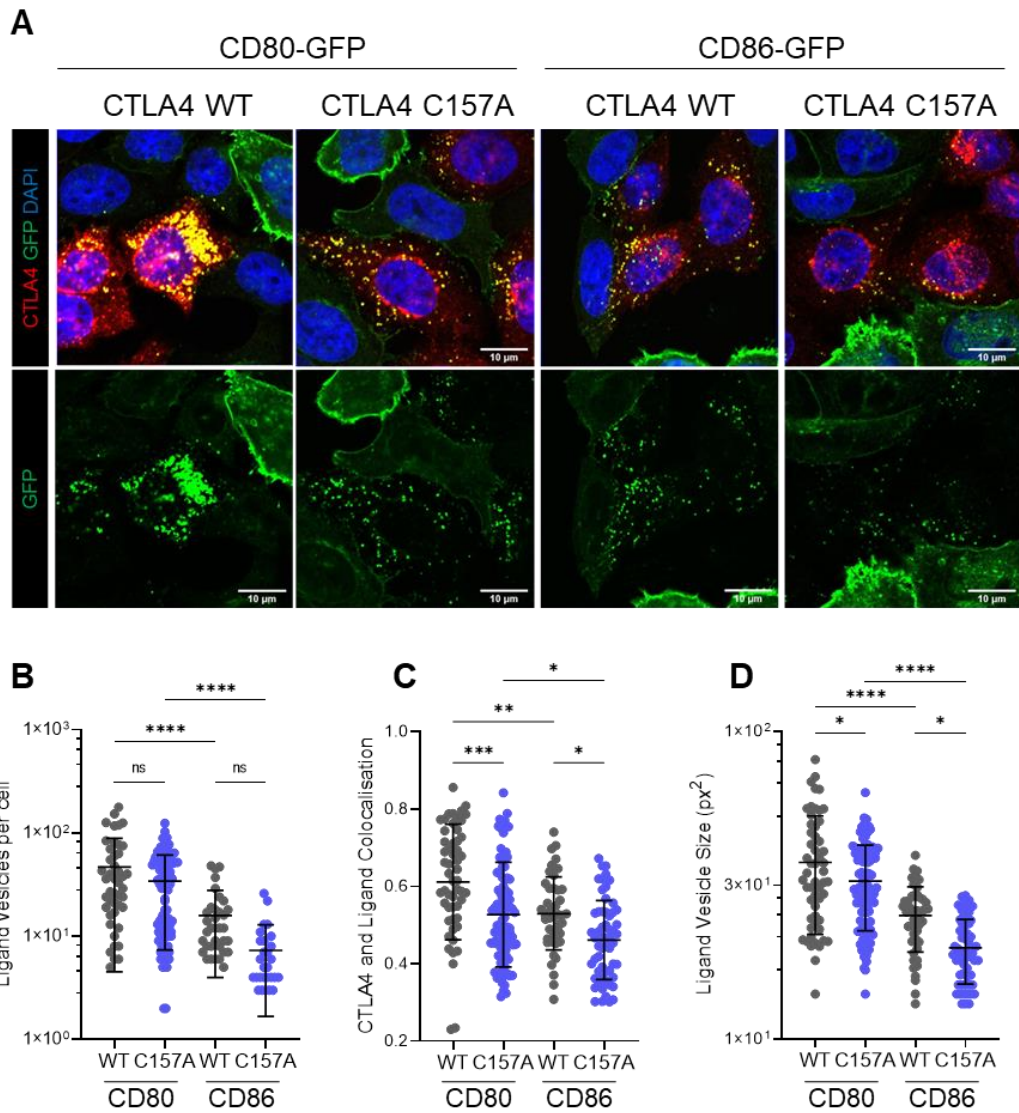 A
CD80-GFP CD86-GFP
CTLA4 WT CTLA4 C157A CTLA4 WT CTLA4 C157A
CTLA4 GFP DAPI
10 µm 10 µm 10 µm
GFP
10 µm 10 µm 10 µm 10 µm
B
Ligand Vesicles per cell
1×10³
1×10²
1×10¹
1×10⁰
**** 
****
ns ns
WT C157A WT C157A
CD80 CD86
C
CTLA4 and Ligand Colocalisation
1.0
0.8
0.6
0.4
0.2
*
**
*** *
WT C157A WT C157A
CD80 CD86
D
Ligand Vesicle Size (px²)
1×10²
3×10¹
1×10¹
****
****
* *
WT C157A WT C157A
CD80 CD86